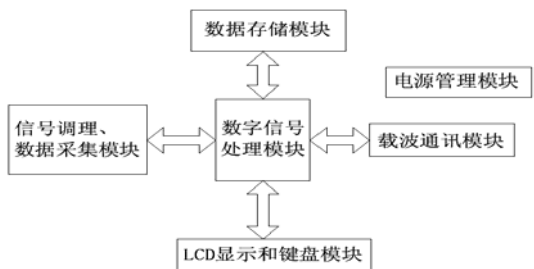 数据存储模块
电源管理模块
信号调理、
数据采集模块
数字信号
处理模块
载波通讯模块
LCD显示和键盘模块